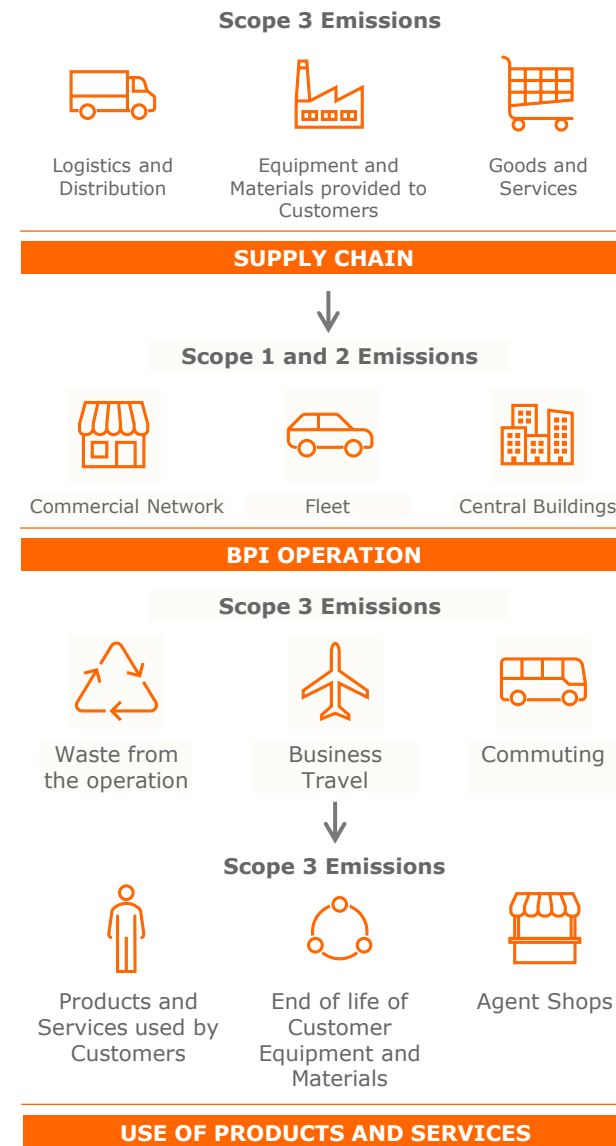 Scope 3 Emissions
Logistics and
Distribution
Equipment and
Materials provided to
Customers
Goods and
Services
SUPPLY CHAIN
Scope 1 and 2 Emissions
Commercial Network
Fleet
Central Buildings
BPI OPERATION
Scope 3 Emissions
Waste from
the operation
Business
Travel
Commuting
Scope 3 Emissions
Products and
Services used by
Customers
End of life of
Customer
Equipment and
Materials
Agent Shops
USE OF PRODUCTS AND SERVICES